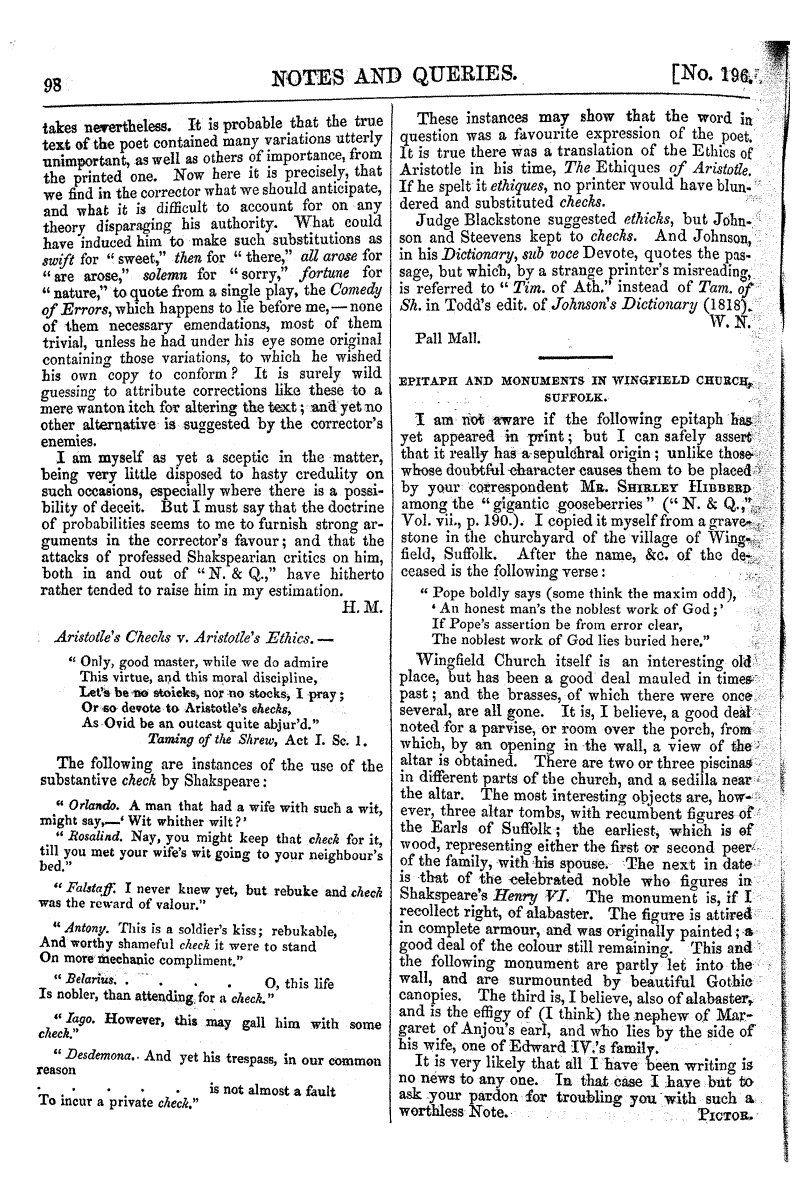 98
NOTES AND QUERIES.
[No. 196.
takes nevertheless. It is probable that the true
text of the poet contained many variations utterly
unimportant, as well as others of importance, from
the printed one. Now here it is precisely, that
we find in the corrector what we should anticipate,
and what it is difficult to account for on any
theory disparaging his authority. What could
have induced him to make such substitutions as
swift for “sweet,” then for “there,” all arose for
“are arose,” solemn for “sorry,” fortune for
“nature,” to quote from a single play, the Comedy
of Errors, which happens to lie before me,—none
of them necessary emendations, most of them
trivial, unless he had under his eye some original
containing those variations, to which he wished
his own copy to conform? It is surely wild
guessing to attribute corrections like these to a
mere wanton itch for altering the text; and yet no
other alternative is suggested by the corrector's
enemies.
I am myself as yet a sceptic in the matter,
being very little disposed to hasty credulity on
such occasions, especially where there is a possi-
bility of deceit. But I must say that the doctrine
of probabilities seems to me to furnish strong ar-
guments in the corrector's favour; and that the
attacks of professed Shakspearian critics on him,
both in and out of “N. & Q.,” have hitherto
rather tended to raise him in my estimation.
H. M.
Aristotle's Checks v. Aristotle's Ethics.—
“Only, good master, while we do admire
This virtue, and this moral discipline,
Let's be no stoicks, nor no stocks, I pray;
Or so devote to Aristotle's checks,
As Ovid be an outcast quite abjur'd.”
Taming of the Shrew, Act I. Sc. 1.
The following are instances of the use of the
substantive check by Shakspeare:
“Orlando. A man that had a wife with such a wit,
might say,—‘Wit whither wilt?’
“Rosalind. Nay, you might keep that check for it,
till you met your wife's wit going to your neighbour's
bed.”
“Falstaff. I never knew yet, but rebuke and check
was the reward of valour.”
“Antony. This is a soldier's kiss; rebukable,
And worthy shameful check it were to stand
On more mechanic compliment.”
“Belarius. . . . . . O, this life
Is nobler, than attending for a check.”
“Iago. However, this may gall him with some
check.”
“Desdemona. And yet his trespass, in our common
reason
. . . . . is not almost a fault
To incur a private check.”
These instances may show that the word in
question was a favourite expression of the poet.
It is true there was a translation of the Ethics of
Aristotle in his time, The Ethiques of Aristotle.
If he spelt it ethiques, no printer would have blun-
dered and substituted checks.
Judge Blackstone suggested ethicks, but John-
son and Steevens kept to checks. And Johnson,
in his Dictionary, sub voce Devote, quotes the pas-
sage, but which, by a strange printer's misreading,
is referred to “Tim. of Ath.” instead of Tam. of
Sh. in Todd's edit. of Johnson's Dictionary (1818).
W. N.
Pall Mall.
EPITAPH AND MONUMENTS IN WINGFIELD CHURCH,
SUFFOLK.
I am not aware if the following epitaph has
yet appeared in print; but I can safely assert
that it really has a sepulchral origin; unlike those
whose doubtful character causes them to be placed
by your correspondent MR. SHIRLEY HIBBERD
among the “gigantic gooseberries” (“N. & Q.,”
Vol. vii., p. 190.). I copied it myself from a grave-
stone in the churchyard of the village of Wing-
field, Suffolk. After the name, &c. of the de-
ceased is the following verse:
“Pope boldly says (some think the maxim odd),
‘An honest man's the noblest work of God;’
If Pope's assertion be from error clear,
The noblest work of God lies buried here.”
Wingfield Church itself is an interesting old
place, but has been a good deal mauled in times
past; and the brasses, of which there were once
several, are all gone. It is, I believe, a good deal
noted for a parvise, or room over the porch, from
which, by an opening in the wall, a view of the
altar is obtained. There are two or three piscinas
in different parts of the church, and a sedilla near
the altar. The most interesting objects are, how-
ever, three altar tombs, with recumbent figures of
the Earls of Suffolk; the earliest, which is of
wood, representing either the first or second peer
of the family, with his spouse. The next in date
is that of the celebrated noble who figures in
Shakspeare's Henry VI. The monument is, if I
recollect right, of alabaster. The figure is attired
in complete armour, and was originally painted; a
good deal of the colour still remaining. This and
the following monument are partly let into the
wall, and are surmounted by beautiful Gothic
canopies. The third is, I believe, also of alabaster,
and is the effigy of (I think) the nephew of Mar-
garet of Anjou's earl, and who lies by the side of
his wife, one of Edward IV.'s family.
It is very likely that all I have been writing is
no news to any one. In that case I have but to
ask your pardon for troubling you with such a
worthless Note.
PICTOR.